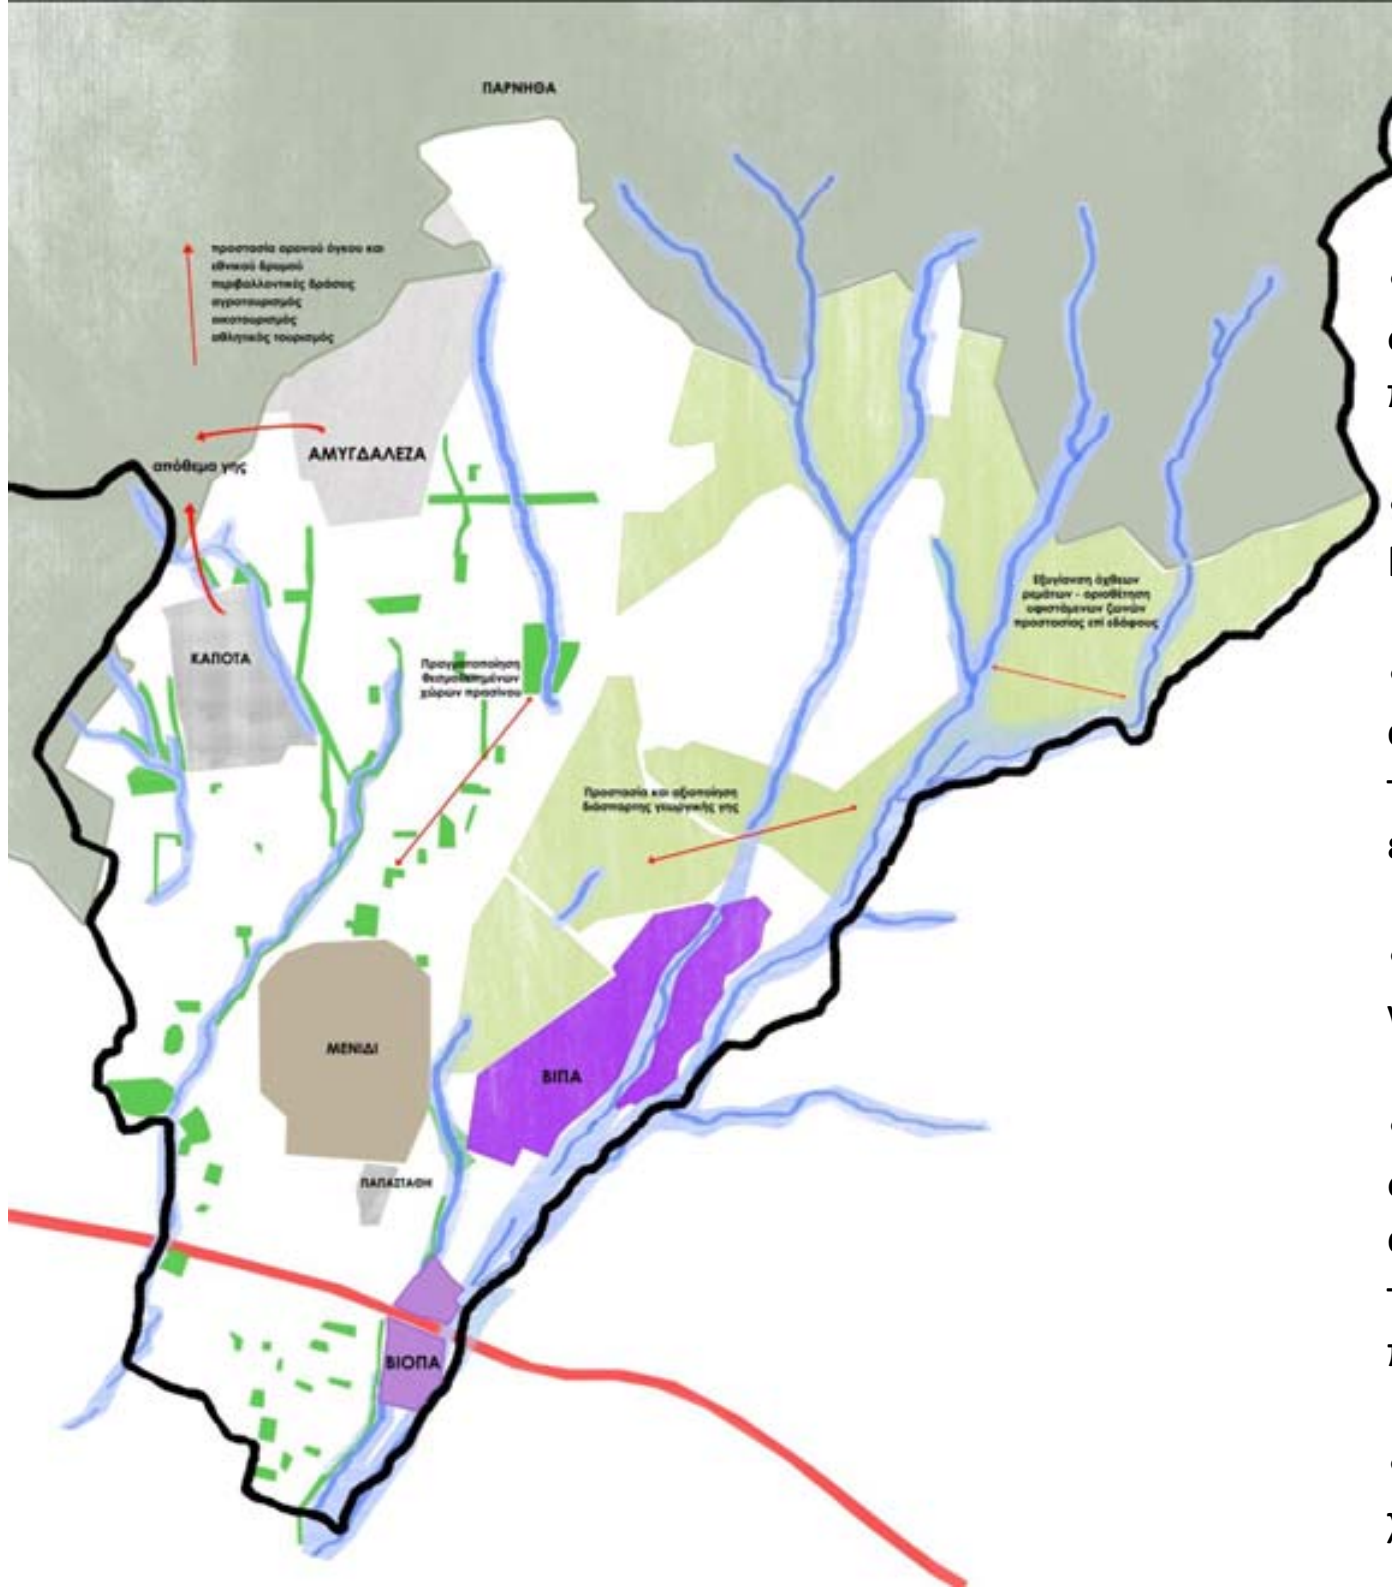 ΠΑΡΝΗΘΑ
προστασία ορεινού όγκου και
εθνικού δρυμού
περιβαλλοντικές δράσεις
αγροτουρισμός
οικοτουρισμός
αθλητικός τουρισμός
ΑΜΥΓΔΑΛΕΖΑ
απόθεμα γης
Εξυγίανση όχθεων
ρεμάτων - οριοθέτηση
υφιστάμενων ζωνών
προστασίας επί εδάφους
ΚΑΠΟΤΑ
Πραγματοποίηση
θεσμοθετημένων
χώρων πρασίνου
Προστασία και αξιοποίηση
διάσπαρτης γεωργικής γης
ΜΕΝΙΔΙ
ΒΙΠΑ
ΠΑΠΑΣΤΑΘΗ
ΒΙΟΠΑ